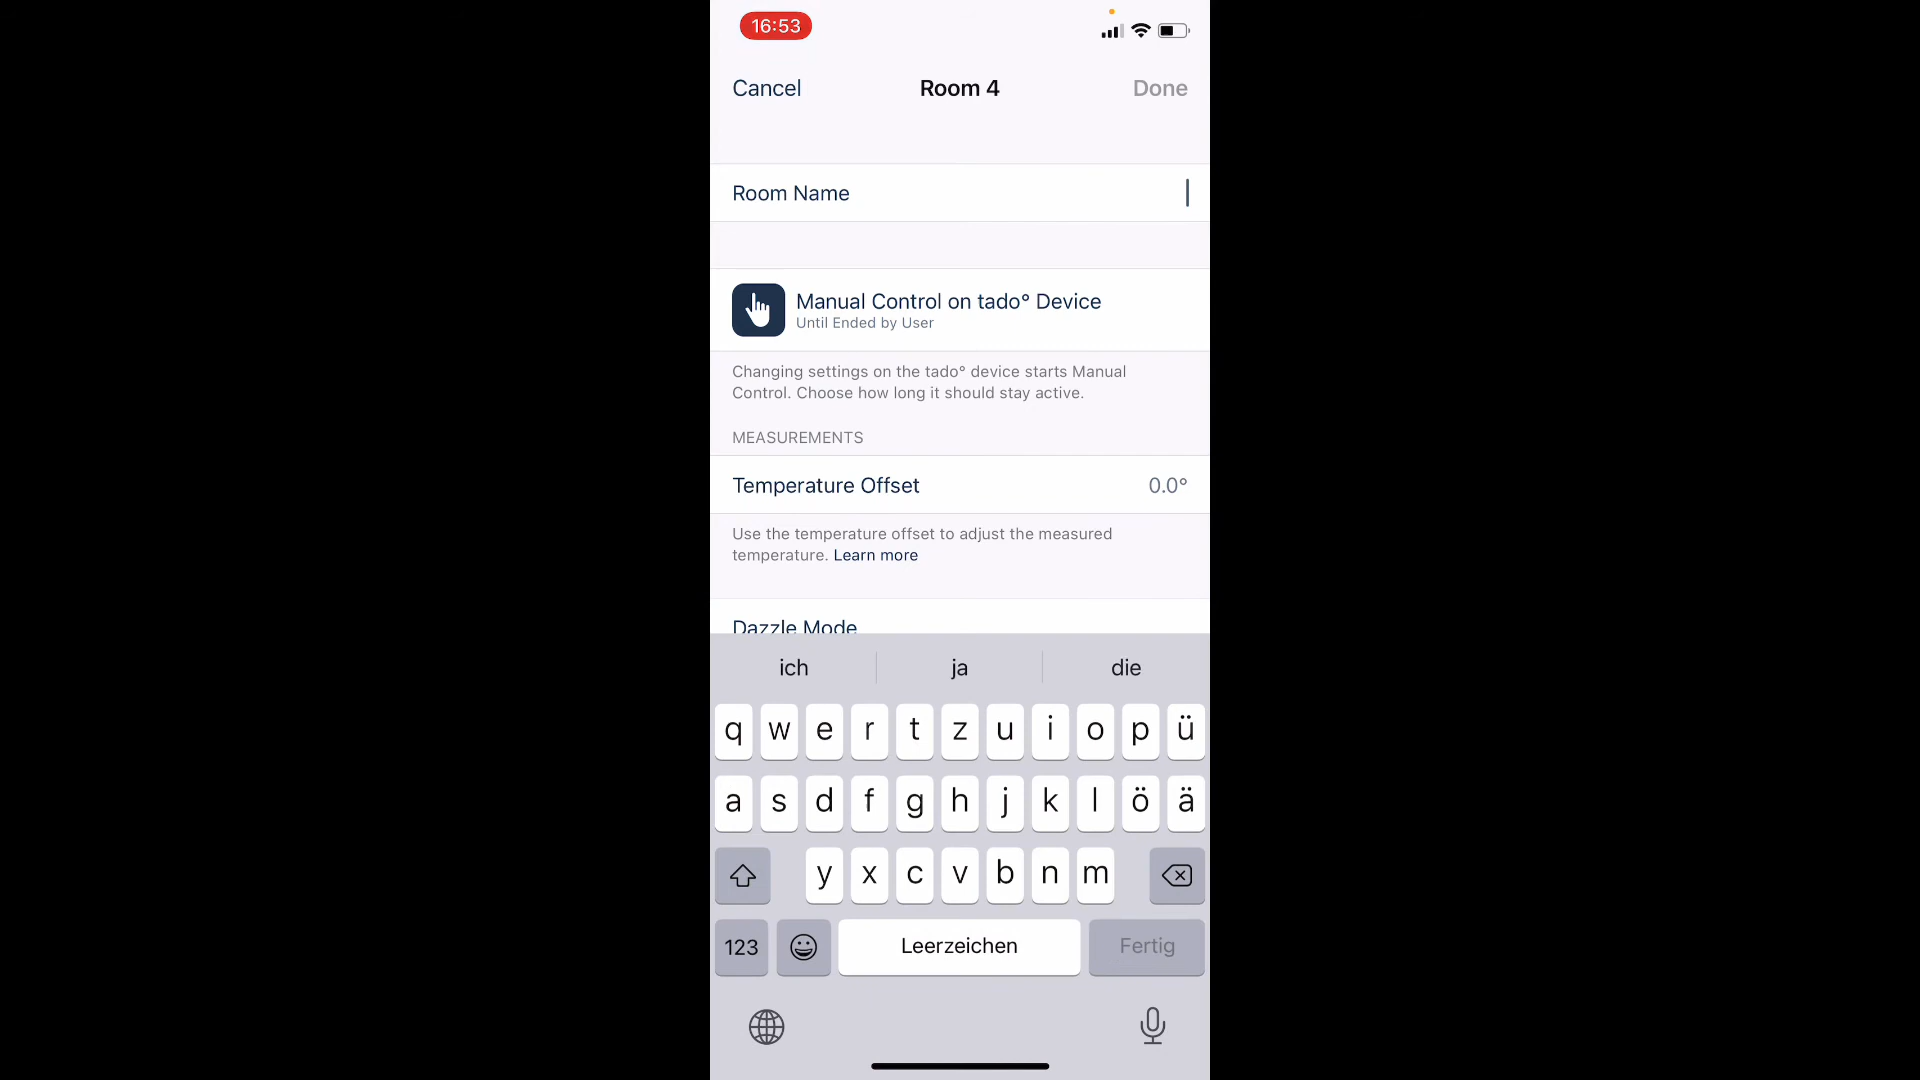 16:53
Cancel
Room 4
Done
Room Name
Manual Control on tado° Device
Until Ended by User
Changing settings on the tado° device starts Manual
Control. Choose how long it should stay active.
MEASUREMENTS
Temperature Offset 0.0°
Use the temperature offset to adjust the measured
temperature. Learn more
Dazzle Mode
ich ja die
q w e r t z u i o p ü
a s d f g h j k l ö ä
y x c v b n m
123 Leerzeichen Fertig